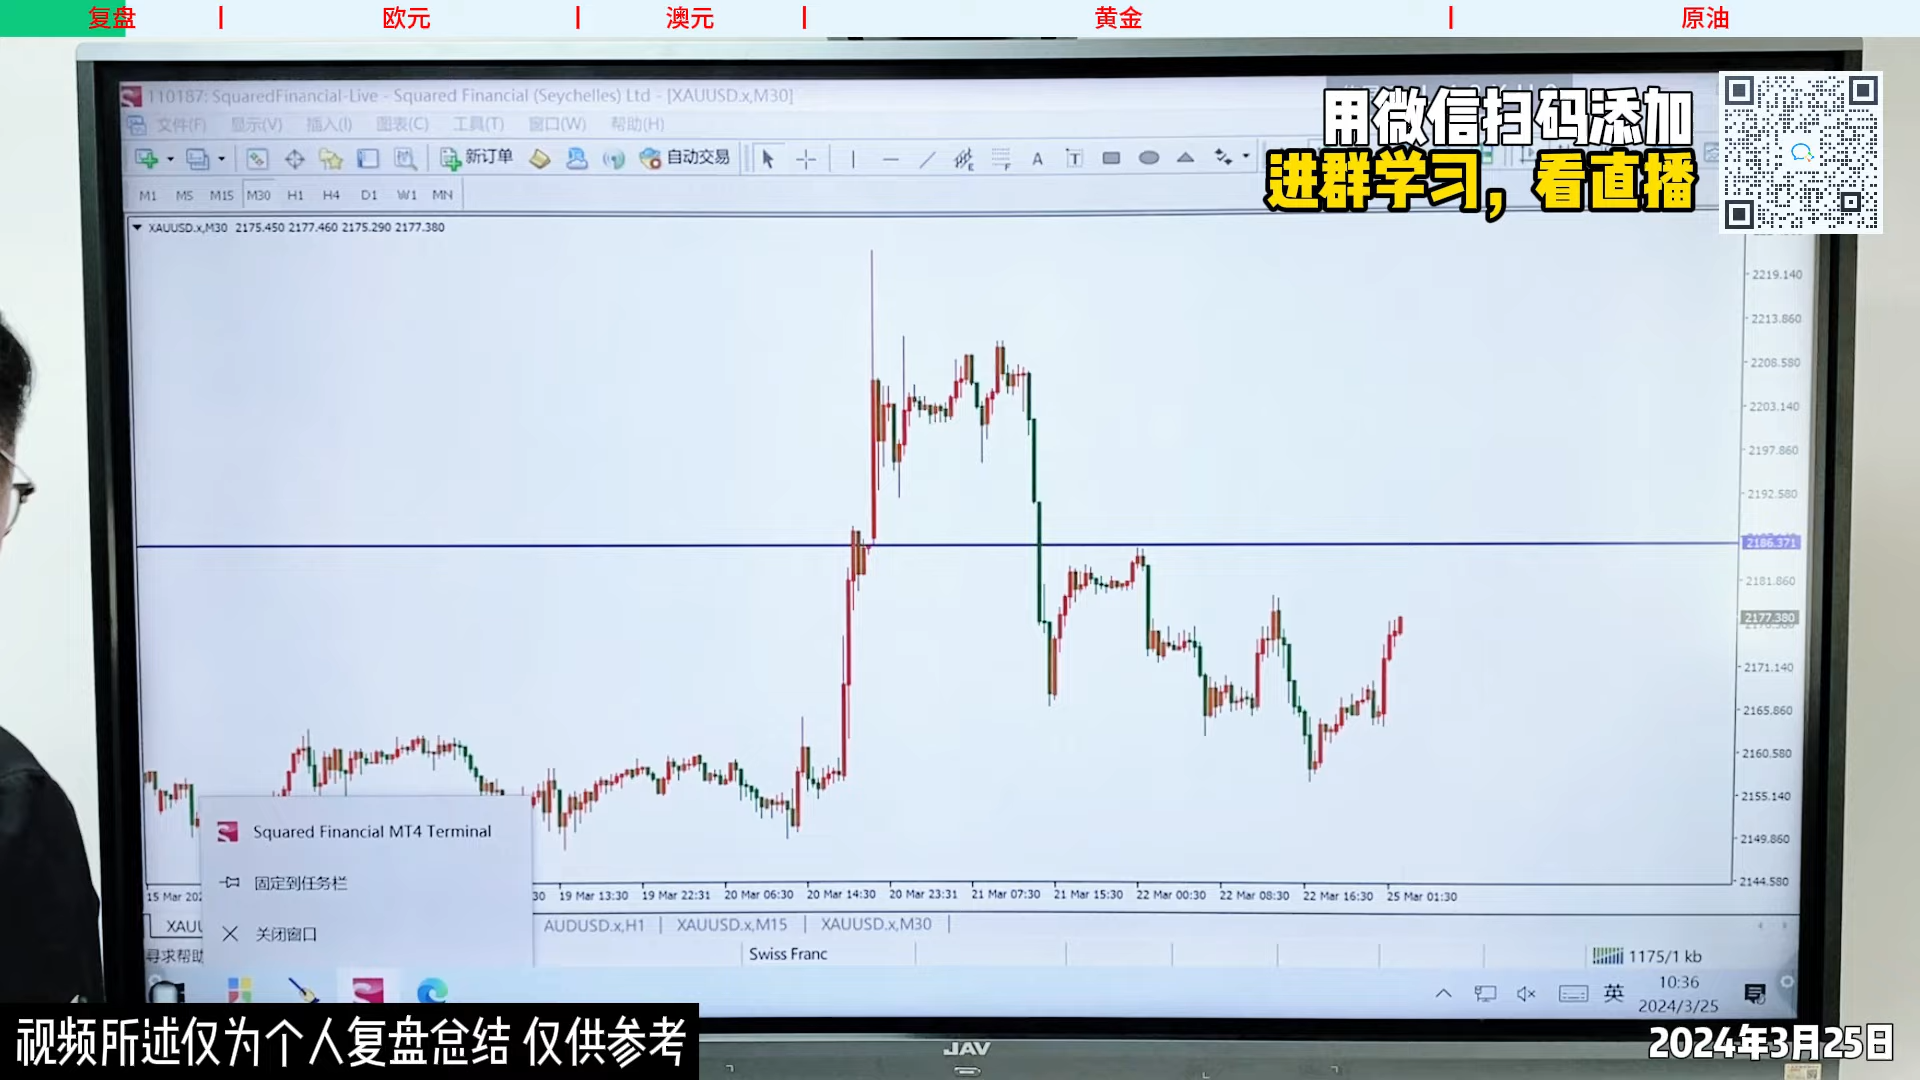 复盘 | 欧元 | 澳元 | 黄金 | 原油
110187: SquaredFinancial-Live - Squared Financial (Seychelles) Ltd - [XAUUSD.x,M30]
文件(F) 显示(V) 插入(I) 图表(C) 工具(T) 窗口(W) 帮助(H)
用微信扫码添加
进群学习，看直播
新订单 自动交易
M1 M5 M15 M30 H1 H4 D1 W1 MN
XAUUSD.x,M30 2175.450 2177.460 2175.290 2177.380
2219.140
2213.860
2208.580
2203.140
2197.860
2192.580
2186.371
2181.860
2177.380
2171.140
2165.860
2160.580
2155.140
2149.860
2144.580
Squared Financial MT4 Terminal
固定到任务栏
关闭窗口
15 Mar 202 30 19 Mar 13:30 19 Mar 22:31 20 Mar 06:30 20 Mar 14:30 20 Mar 23:31 21 Mar 07:30 21 Mar 15:30 22 Mar 00:30 22 Mar 08:30 22 Mar 16:30 25 Mar 01:30
XAUU AUDUSD.x,H1 | XAUUSD.x,M15 | XAUUSD.x,M30 |
寻求帮助 Swiss Franc 1175/1 kb
英 10:36
2024/3/25
视频所述仅为个人复盘总结 仅供参考
JAV
2024年3月25日